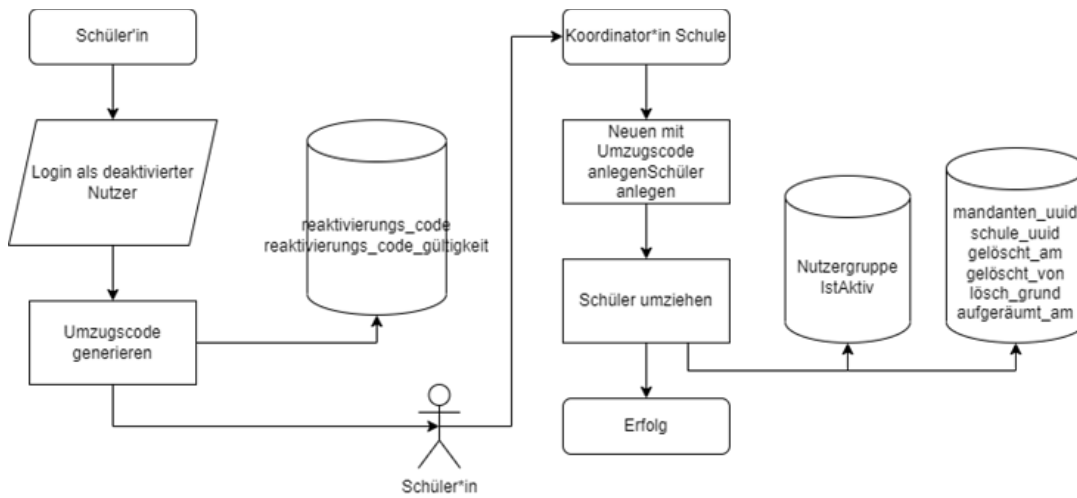 Schüler'in
Login als deaktivierter
Nutzer
Umzugscode
generieren
reaktivierungs_code
reaktivierungs_code_gültigkeit
Schüler*in
Koordinator*in Schule
Neuen mit
Umzugscode
anlegenSchüler
anlegen
Schüler umziehen
Erfolg
Nutzergruppe
IstAktiv
mandanten_uuid
schule_uuid
gelöscht_am
gelöscht_von
lösch_grund
aufgeräumt_am